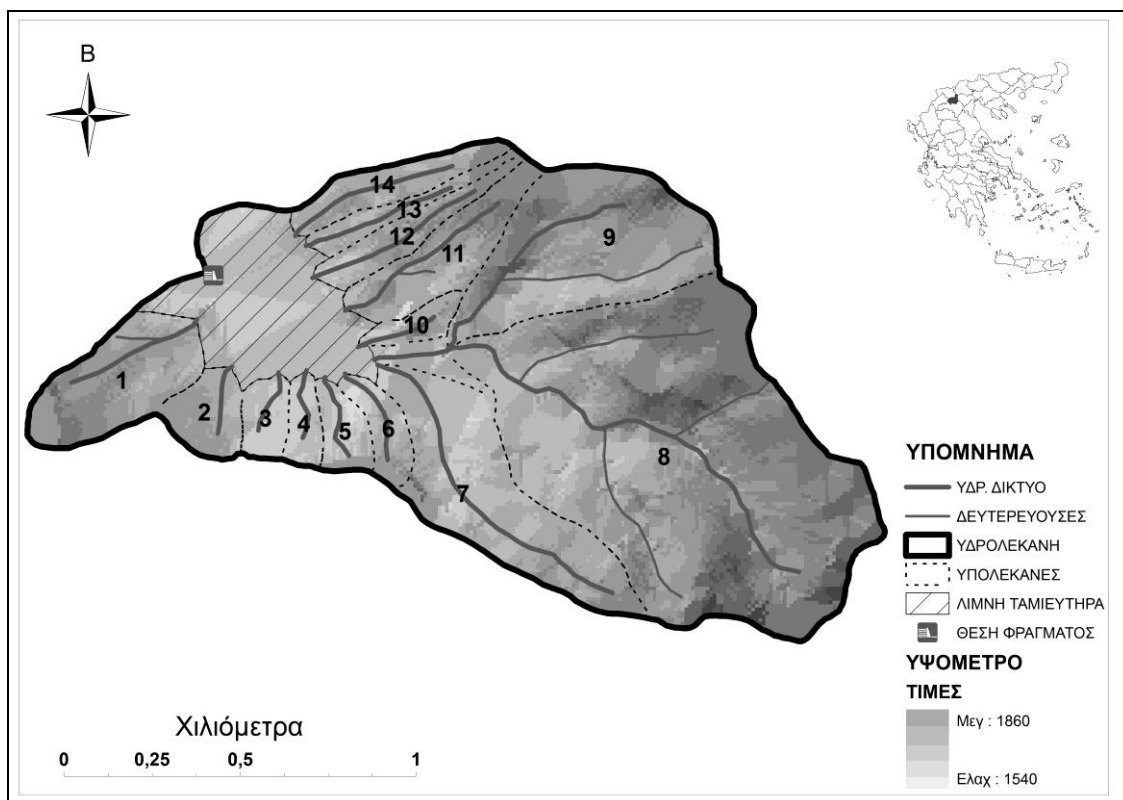 Β
14
13
12
11
9
10
1
2
3
4
5
6
7
8
ΥΠΟΜΝΗΜΑ
ΥΔΡ. ΔΙΚΤΥΟ
ΔΕΥΤΕΡΕΥΟΥΣΕΣ
ΥΔΡΟΛΕΚΑΝΗ
ΥΠΟΛΕΚΑΝΕΣ
ΛΙΜΝΗ ΤΑΜΙΕΥΤΗΡΑ
ΘΕΣΗ ΦΡΑΓΜΑΤΟΣ
ΥΨΟΜΕΤΡΟ
ΤΙΜΕΣ
Μεγ : 1860
Ελαχ : 1540
Χιλιόμετρα
0 0,25 0,5 1